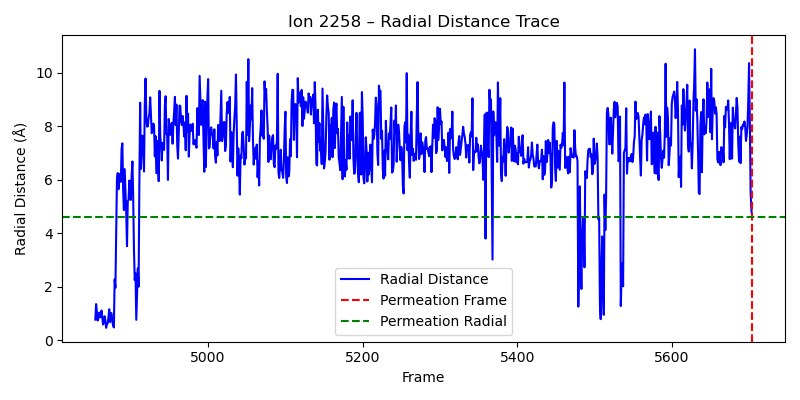 Ion 2258 – Radial Distance Trace
Radial Distance (Å)
10
8
6
4
2
0
Radial Distance
Permeation Frame
Permeation Radial
5000
5200
5400
5600
Frame